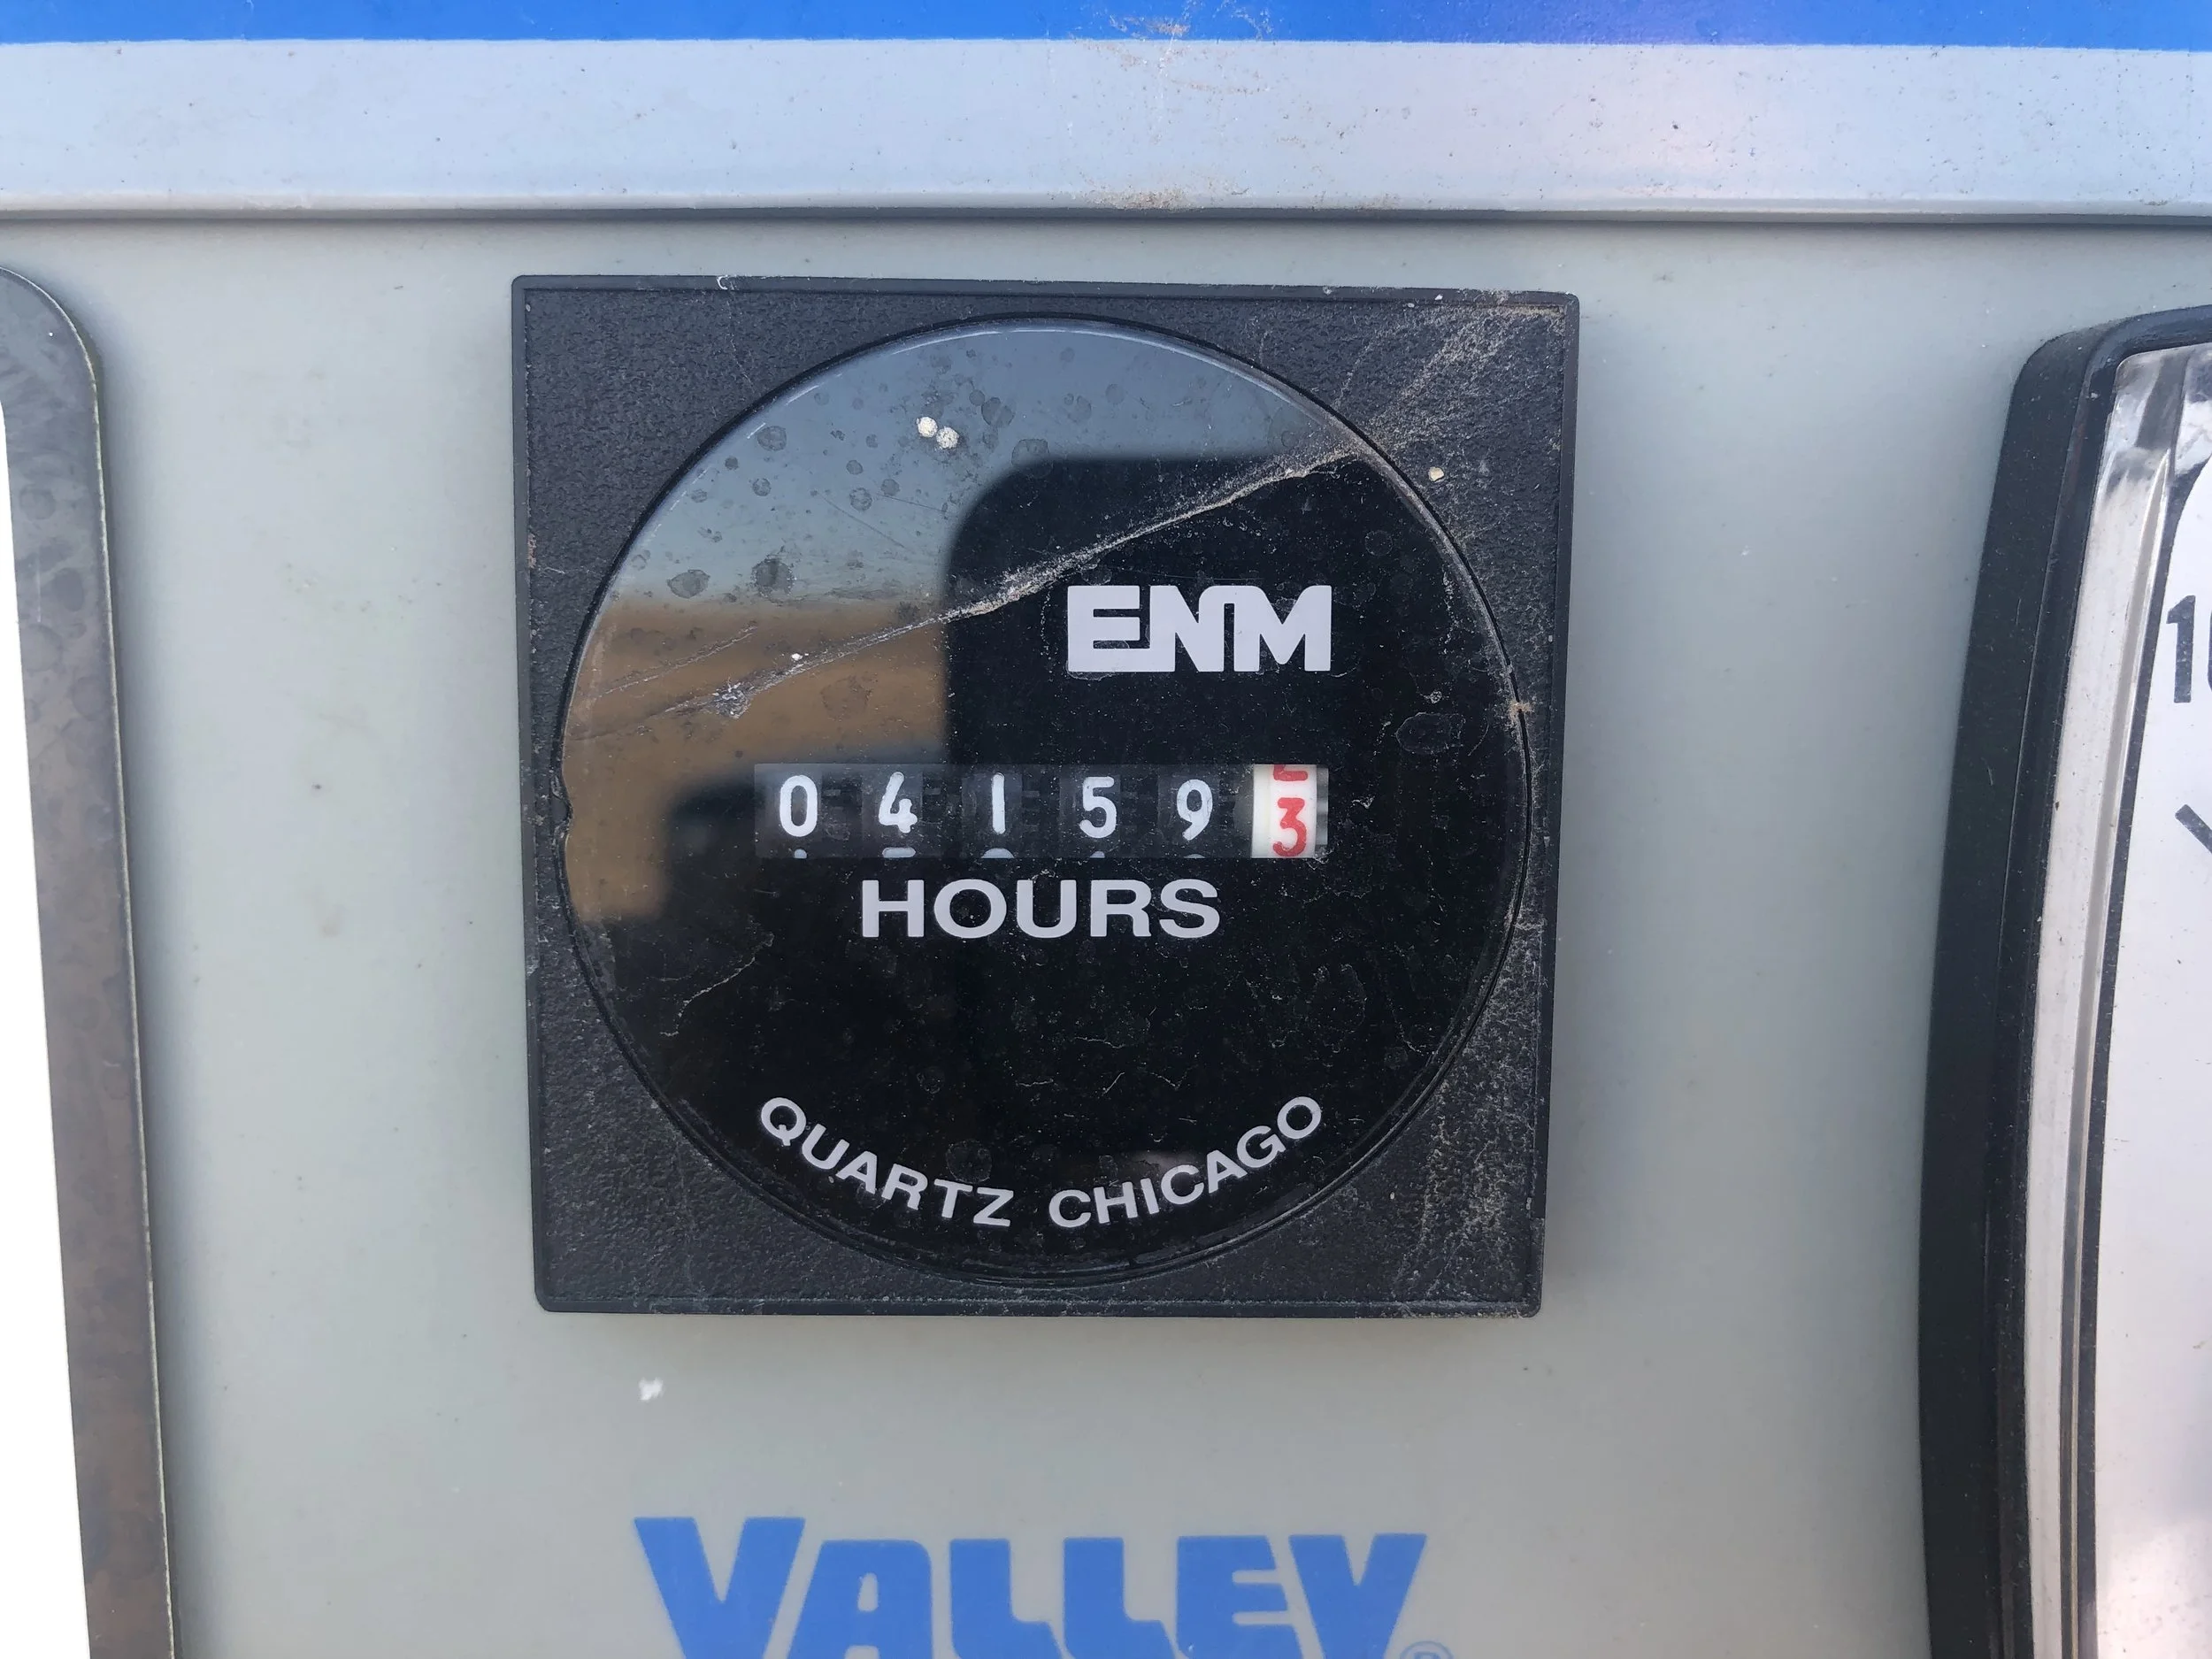 ENM
041593
HOURS
QUARTZ CHICAGO
VALLEY®